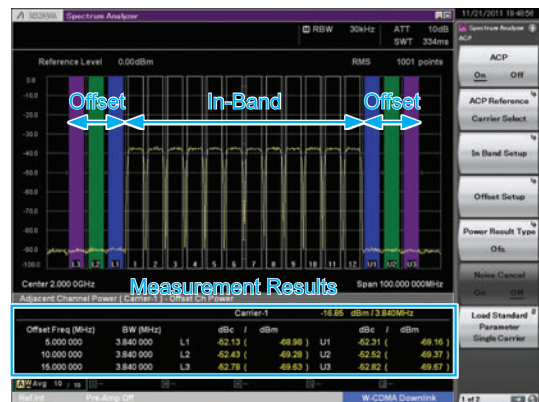 MS2690A Spectrum Analyzer
11/21/2011 19:48:56
M RBW 30kHz ATT 10dB
SWT 334ms
Reference Level 0.00dBm
RMS 1001 points
0.0
-20.0
-40.0
-50.0
-60.0
-80.0
-90.0
-100.0
Offset In-Band Offset
L3 L2 L1 1 2 3 4 5 6 7 8 9 10 11 12 U1 U2 U3
Center 2.000 0GHz
Span 100.000 000MHz
Measurement Results
Adjacent Channel Power ( Carrier-1 ) - Offset Ch Power
Carrier-1 -16.85 dBm / 3.840MHz
Offset Freq (MHz) BW (MHz) dBc / dBm dBc / dBm
5.000 000 3.840 000 L1 -52.13 ( -68.98 ) U1 -52.31 ( -69.16 )
10.000 000 3.840 000 L2 -52.43 ( -69.28 ) U2 -52.52 ( -69.37 )
15.000 000 3.840 000 L3 -52.78 ( -69.63 ) U3 -52.82 ( -69.67 )
AW Avg 10 / 10
Ref.Int Pre-Amp Off W-CDMA Downlink
Spectrum Analyzer
ACP
ACP
On Off
ACP Reference
Carrier Select
In Band Setup
Offset Setup
Power Result Type
Ofs.
Noise Cancel
On Off
Load Standard
Parameter
Single Carrier
1 of 2